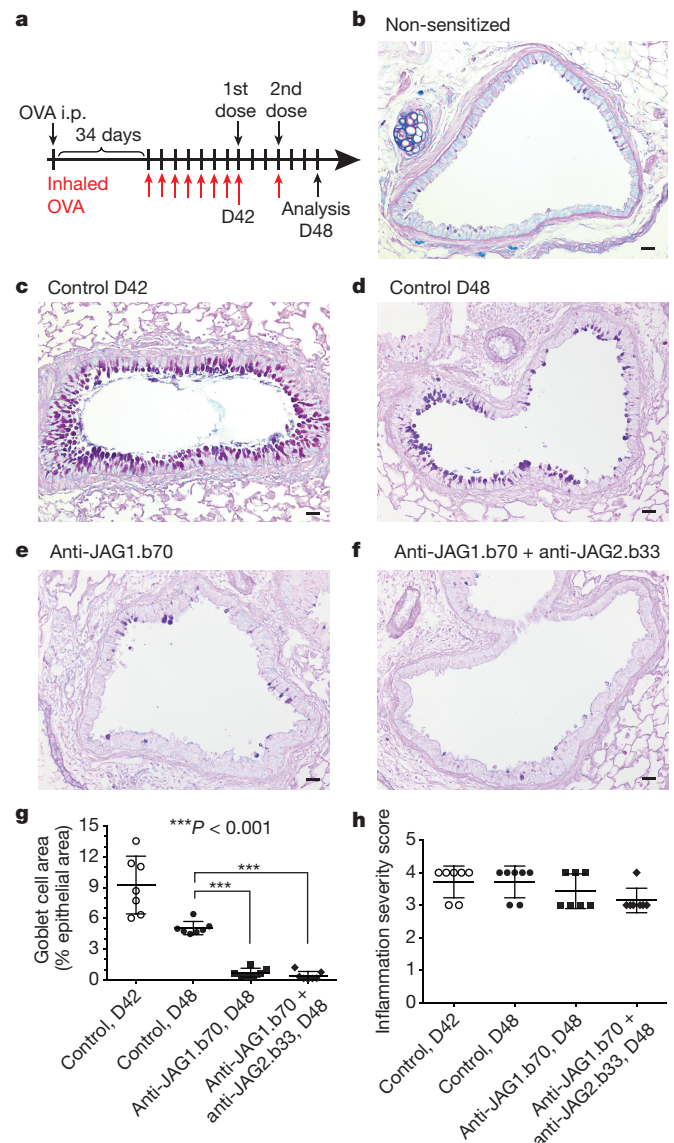 a
OVA i.p.
34 days
1st
dose
2nd
dose
Inhaled
OVA
D42
Analysis
D48
b Non-sensitized
c Control D42
d Control D48
e Anti-JAG1.b70
f Anti-JAG1.b70 + anti-JAG2.b33
g
***P < 0.001
***
***
Goblet cell area
(% epithelial area)
15
12
9
6
3
0
Control, D42
Control, D48
Anti-JAG1.b70, D48
Anti-JAG1.b70 +
anti-JAG2.b33, D48
h
Inflammation severity score
5
4
3
2
1
0
Control, D42
Control, D48
Anti-JAG1.b70, D48
Anti-JAG1.b70 +
anti-JAG2.b33, D48